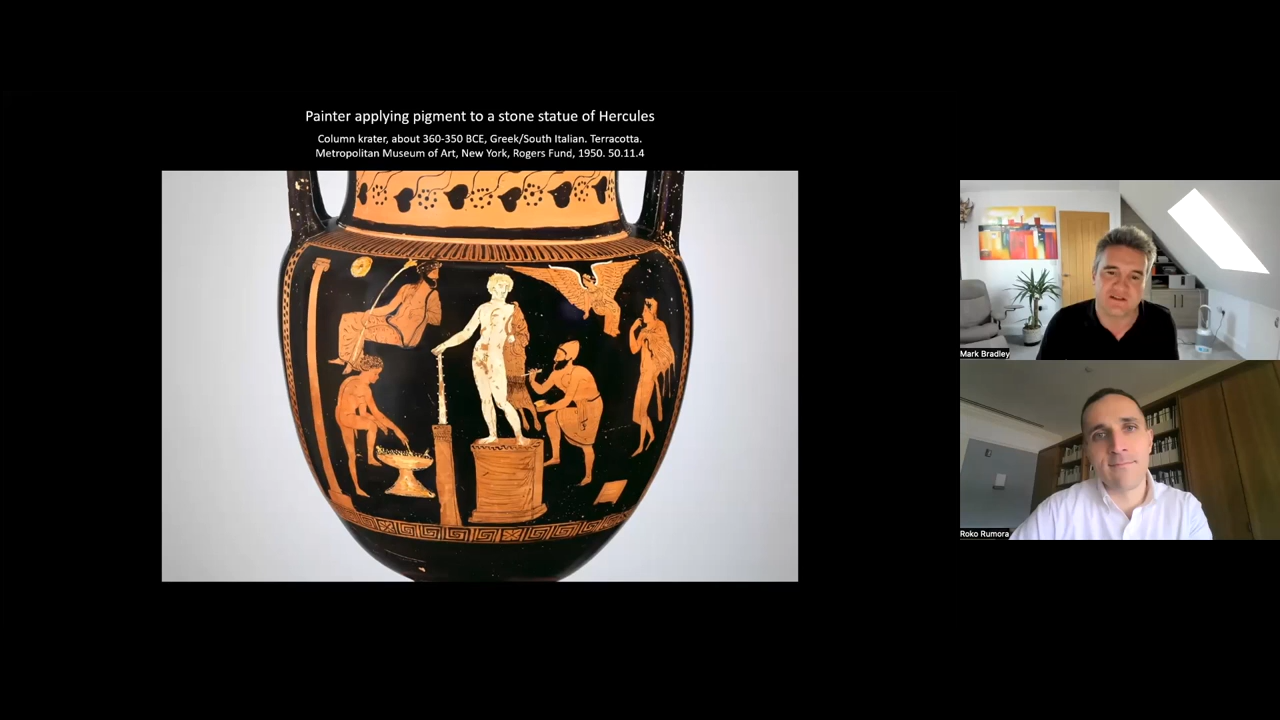 Painter applying pigment to a stone statue of Hercules
Column krater, about 360-350 BCE, Greek/South Italian. Terracotta.
Metropolitan Museum of Art, New York, Rogers Fund, 1950. 50.11.4
Mark Bradley
Roko Rumora